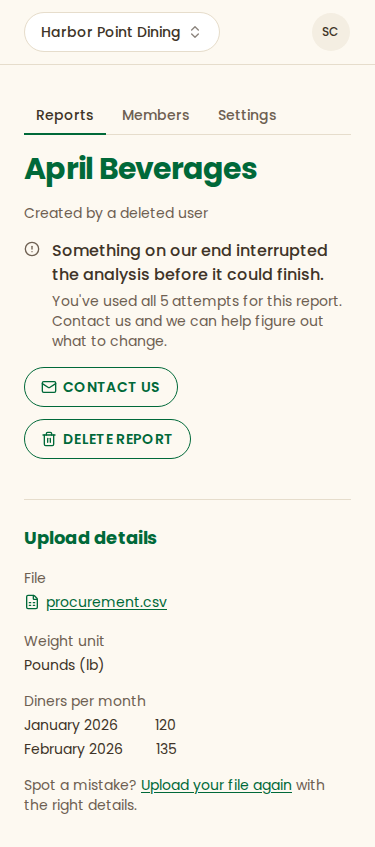 Harbor Point Dining
SC
Reports Members Settings
April Beverages
Created by a deleted user
Something on our end interrupted
the analysis before it could finish.
You've used all 5 attempts for this report.
Contact us and we can help figure out
what to change.
CONTACT US
DELETE REPORT
Upload details
File
procurement.csv
Weight unit
Pounds (lb)
Diners per month
January 2026 120
February 2026 135
Spot a mistake? Upload your file again with
the right details.